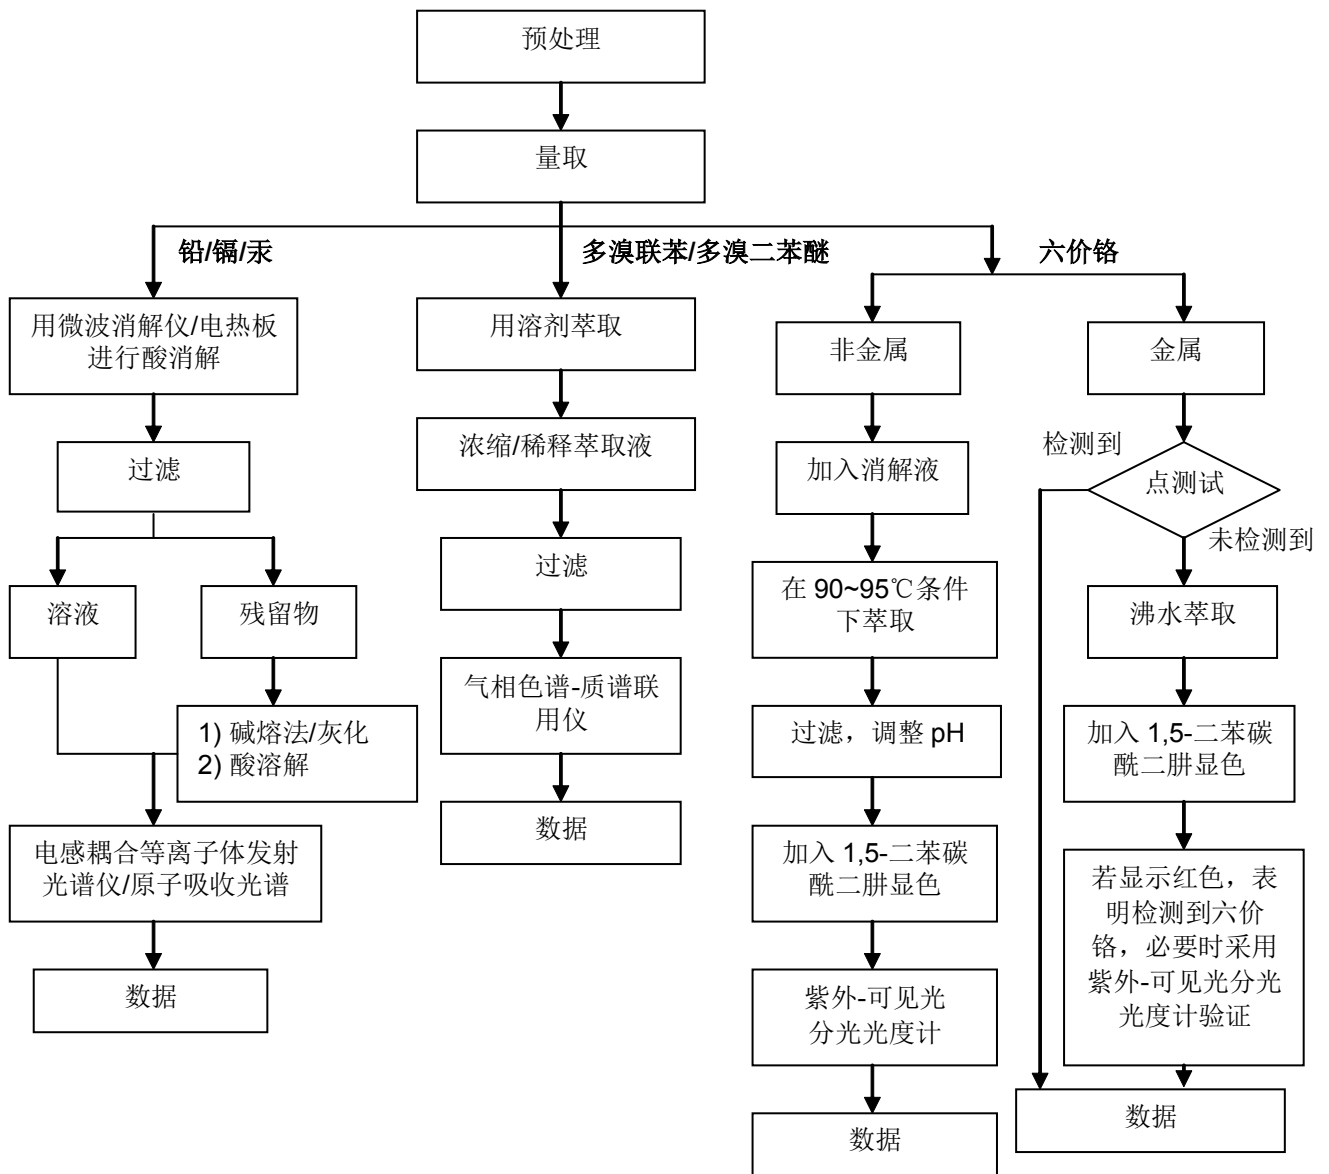 预处理
量取
铅/镉/汞
多溴联苯/多溴二苯醚
六价铬
用微波消解仪/电热板
进行酸消解
过滤
溶液
残留物
1) 碱熔法/灰化
2) 酸溶解
电感耦合等离子体发射
光谱仪/原子吸收光谱
数据
用溶剂萃取
浓缩/稀释萃取液
过滤
气相色谱-质谱联
用仪
数据
非金属
加入消解液
在 90~95℃条件
下萃取
过滤，调整 pH
加入 1,5-二苯碳
酰二肼显色
紫外-可见光
分光光度计
数据
金属
检测到
点测试
未检测到
沸水萃取
加入 1,5-二苯碳
酰二肼显色
若显示红色，表
明检测到六价
铬，必要时采用
紫外-可见光分光
光度计验证
数据